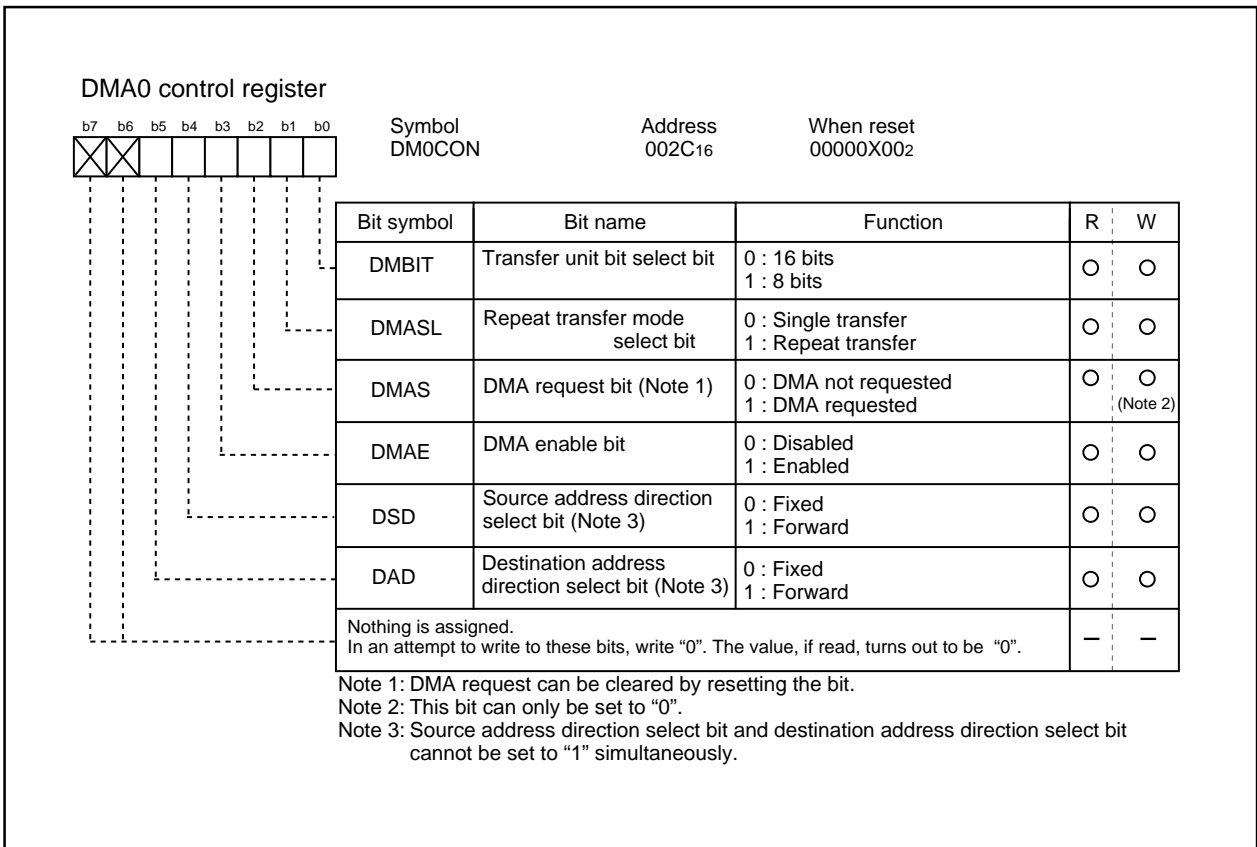 DMA0 control register
b7 b6 b5 b4 b3 b2 b1 b0
Symbol Address When reset
DM0CON 002C16 00000X002
Bit symbol Bit name Function R W
DMBIT Transfer unit bit select bit 0 : 16 bits
1 : 8 bits
DMASL Repeat transfer mode
select bit 0 : Single transfer
1 : Repeat transfer
DMAS DMA request bit (Note 1) 0 : DMA not requested
1 : DMA requested (Note 2)
DMAE DMA enable bit 0 : Disabled
1 : Enabled
DSD Source address direction
select bit (Note 3) 0 : Fixed
1 : Forward
DAD Destination address
direction select bit (Note 3) 0 : Fixed
1 : Forward
Nothing is assigned.
In an attempt to write to these bits, write “0”. The value, if read, turns out to be “0”. – –
Note 1: DMA request can be cleared by resetting the bit.
Note 2: This bit can only be set to “0”.
Note 3: Source address direction select bit and destination address direction select bit
cannot be set to “1” simultaneously.